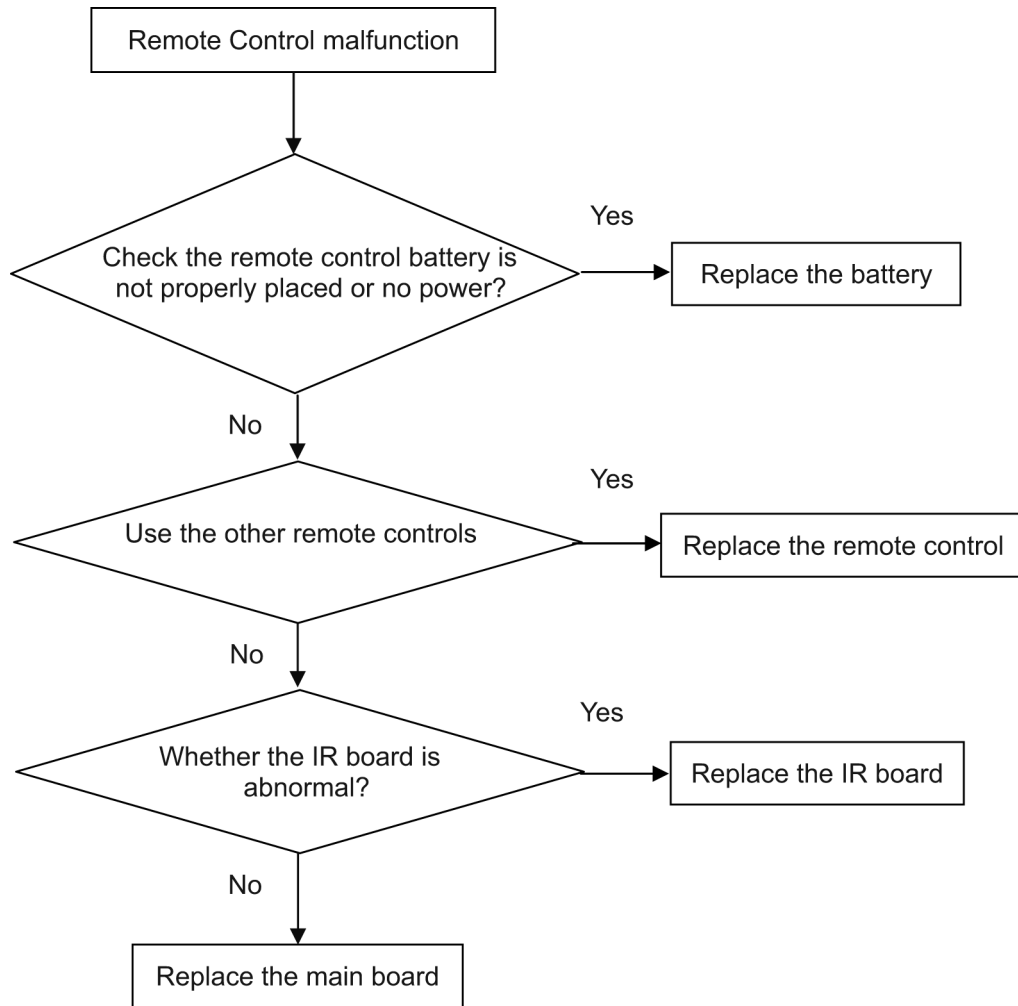 Remote Control malfunction
Yes
Check the remote control battery is
not properly placed or no power?
Replace the battery
No
Yes
Use the other remote controls
Replace the remote control
No
Yes
Whether the IR board is
abnormal?
Replace the IR board
No
Replace the main board